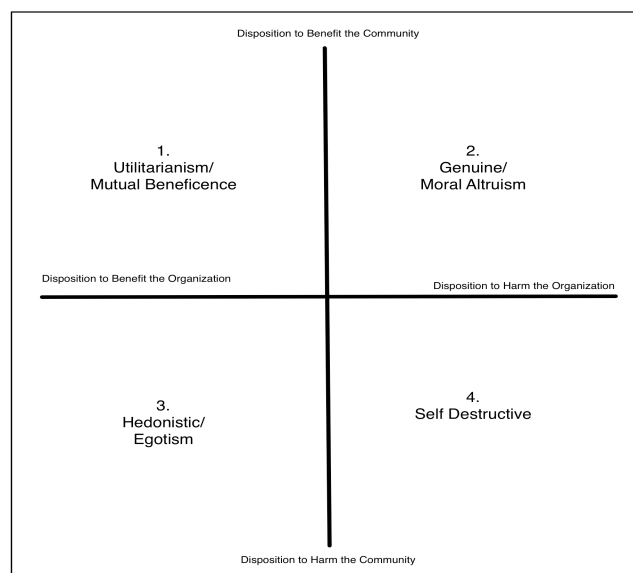 Disposition to Benefit the Community
1.
Utilitarianism/
Mutual Beneficence
2.
Genuine/
Moral Altruism
Disposition to Benefit the Organization
Disposition to Harm the Organization
3.
Hedonistic/
Egotism
4.
Self Destructive
Disposition to Harm the Community